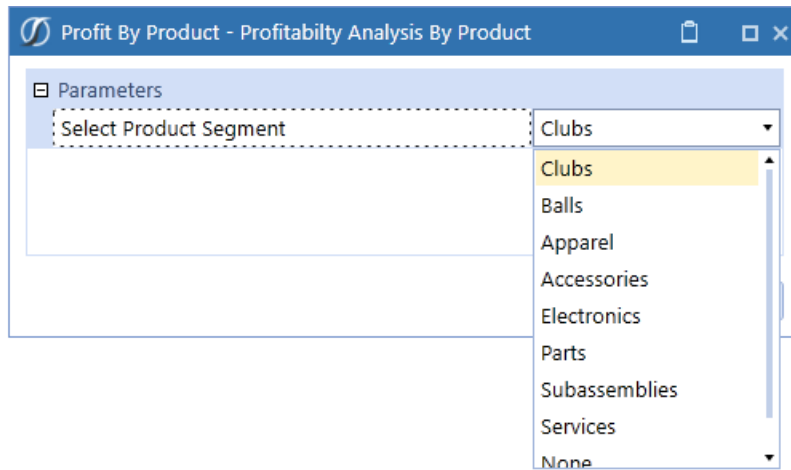 Profit By Product - Profitabilty Analysis By Product
Parameters
Select Product Segment
Clubs
Clubs
Balls
Apparel
Accessories
Electronics
Parts
Subassemblies
Services
None